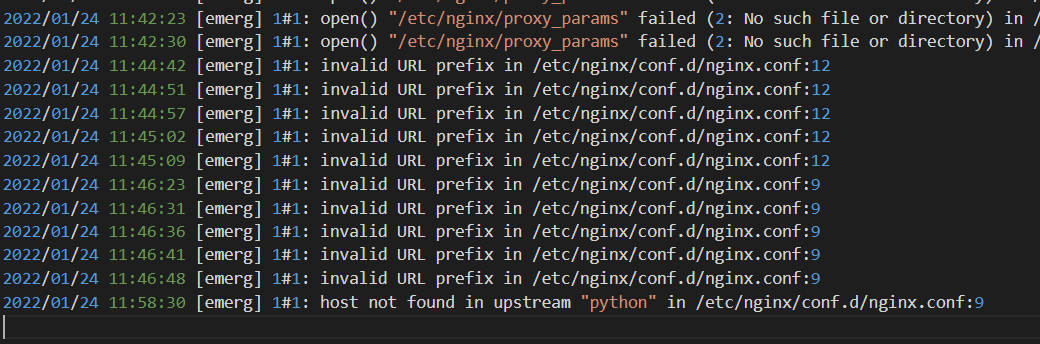 2022/01/24 11:42:23 [emerg] 1#1: open() "/etc/nginx/proxy_params" failed (2: No such file or directory) in /
2022/01/24 11:42:30 [emerg] 1#1: open() "/etc/nginx/proxy_params" failed (2: No such file or directory) in /
2022/01/24 11:44:42 [emerg] 1#1: invalid URL prefix in /etc/nginx/conf.d/nginx.conf:12
2022/01/24 11:44:51 [emerg] 1#1: invalid URL prefix in /etc/nginx/conf.d/nginx.conf:12
2022/01/24 11:44:57 [emerg] 1#1: invalid URL prefix in /etc/nginx/conf.d/nginx.conf:12
2022/01/24 11:45:02 [emerg] 1#1: invalid URL prefix in /etc/nginx/conf.d/nginx.conf:12
2022/01/24 11:45:09 [emerg] 1#1: invalid URL prefix in /etc/nginx/conf.d/nginx.conf:12
2022/01/24 11:46:23 [emerg] 1#1: invalid URL prefix in /etc/nginx/conf.d/nginx.conf:9
2022/01/24 11:46:31 [emerg] 1#1: invalid URL prefix in /etc/nginx/conf.d/nginx.conf:9
2022/01/24 11:46:36 [emerg] 1#1: invalid URL prefix in /etc/nginx/conf.d/nginx.conf:9
2022/01/24 11:46:41 [emerg] 1#1: invalid URL prefix in /etc/nginx/conf.d/nginx.conf:9
2022/01/24 11:46:48 [emerg] 1#1: invalid URL prefix in /etc/nginx/conf.d/nginx.conf:9
2022/01/24 11:58:30 [emerg] 1#1: host not found in upstream "python" in /etc/nginx/conf.d/nginx.conf:9